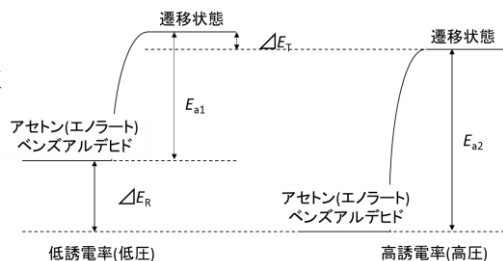 遷移状態
⊿ET
遷移状態
Ea1
アセトン(エノラート)
ベンズアルデヒド
Ea2
⊿ER
アセトン(エノラート)
ベンズアルデヒド
低誘電率(低圧)
高誘電率(高圧)